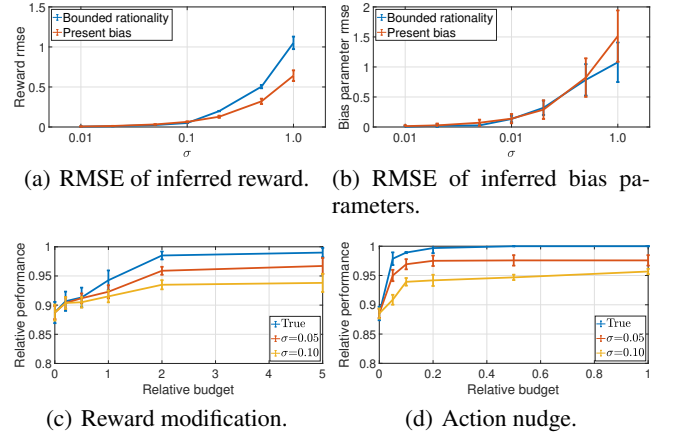 1.5
1
0.5
0
Reward rmse
Bounded rationality
Present bias
0.01
0.1
1.0
σ
(a) RMSE of inferred reward.
2
1.5
1
0.5
0
Bias parameter rmse
Bounded rationality
Present bias
0.01
0.01
1.0
σ
(b) RMSE of inferred bias pa-
rameters.
1
0.95
0.9
0.85
0.8
Relative performance
True
σ=0.05
σ=0.10
0
1
2
3
4
5
Relative budget
(c) Reward modification.
1
0.95
0.9
0.85
0.8
Relative performance
True
σ=0.05
σ=0.10
0
0.2
0.4
0.6
0.8
1
Relative budget
(d) Action nudge.